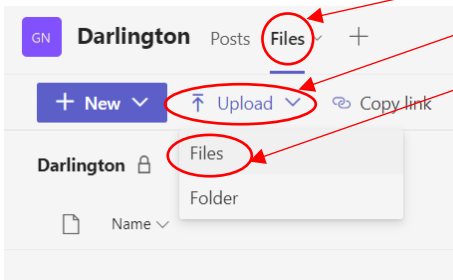 GN Darlington Posts Files
New Upload Copy link
Darlington Files
Folder
Name